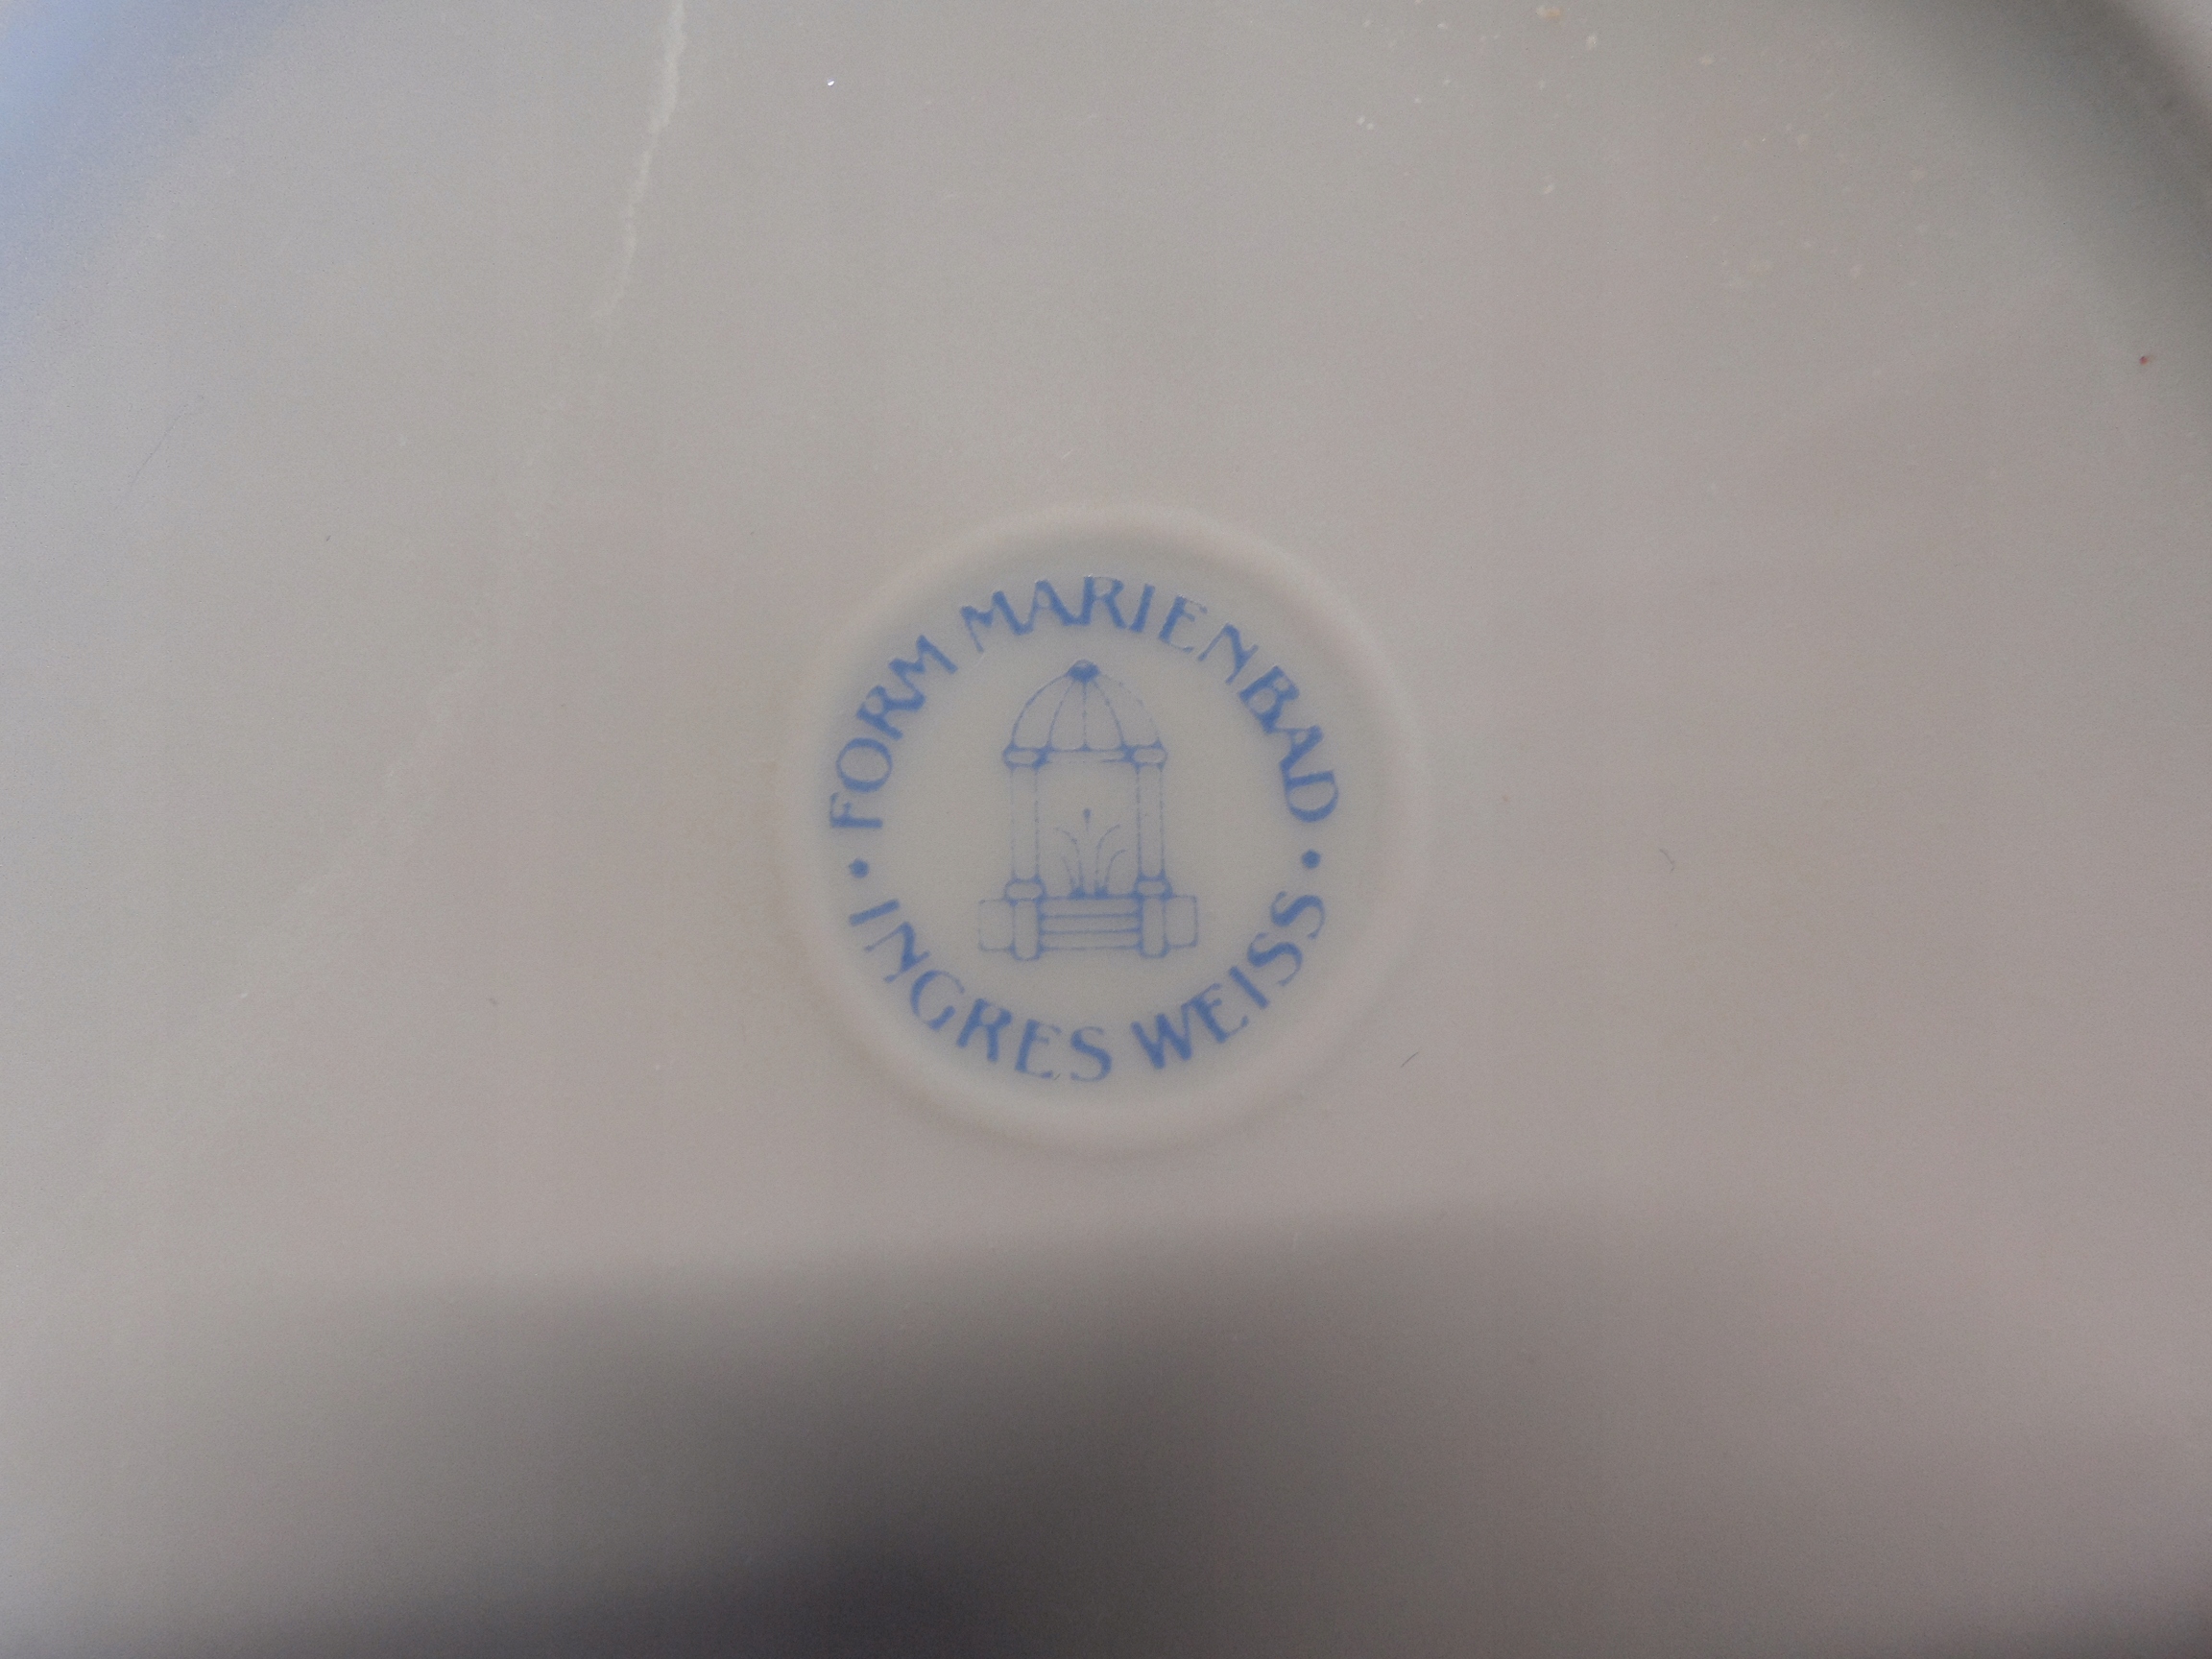 • FORM MARIENBAD •
INGRES WEISS